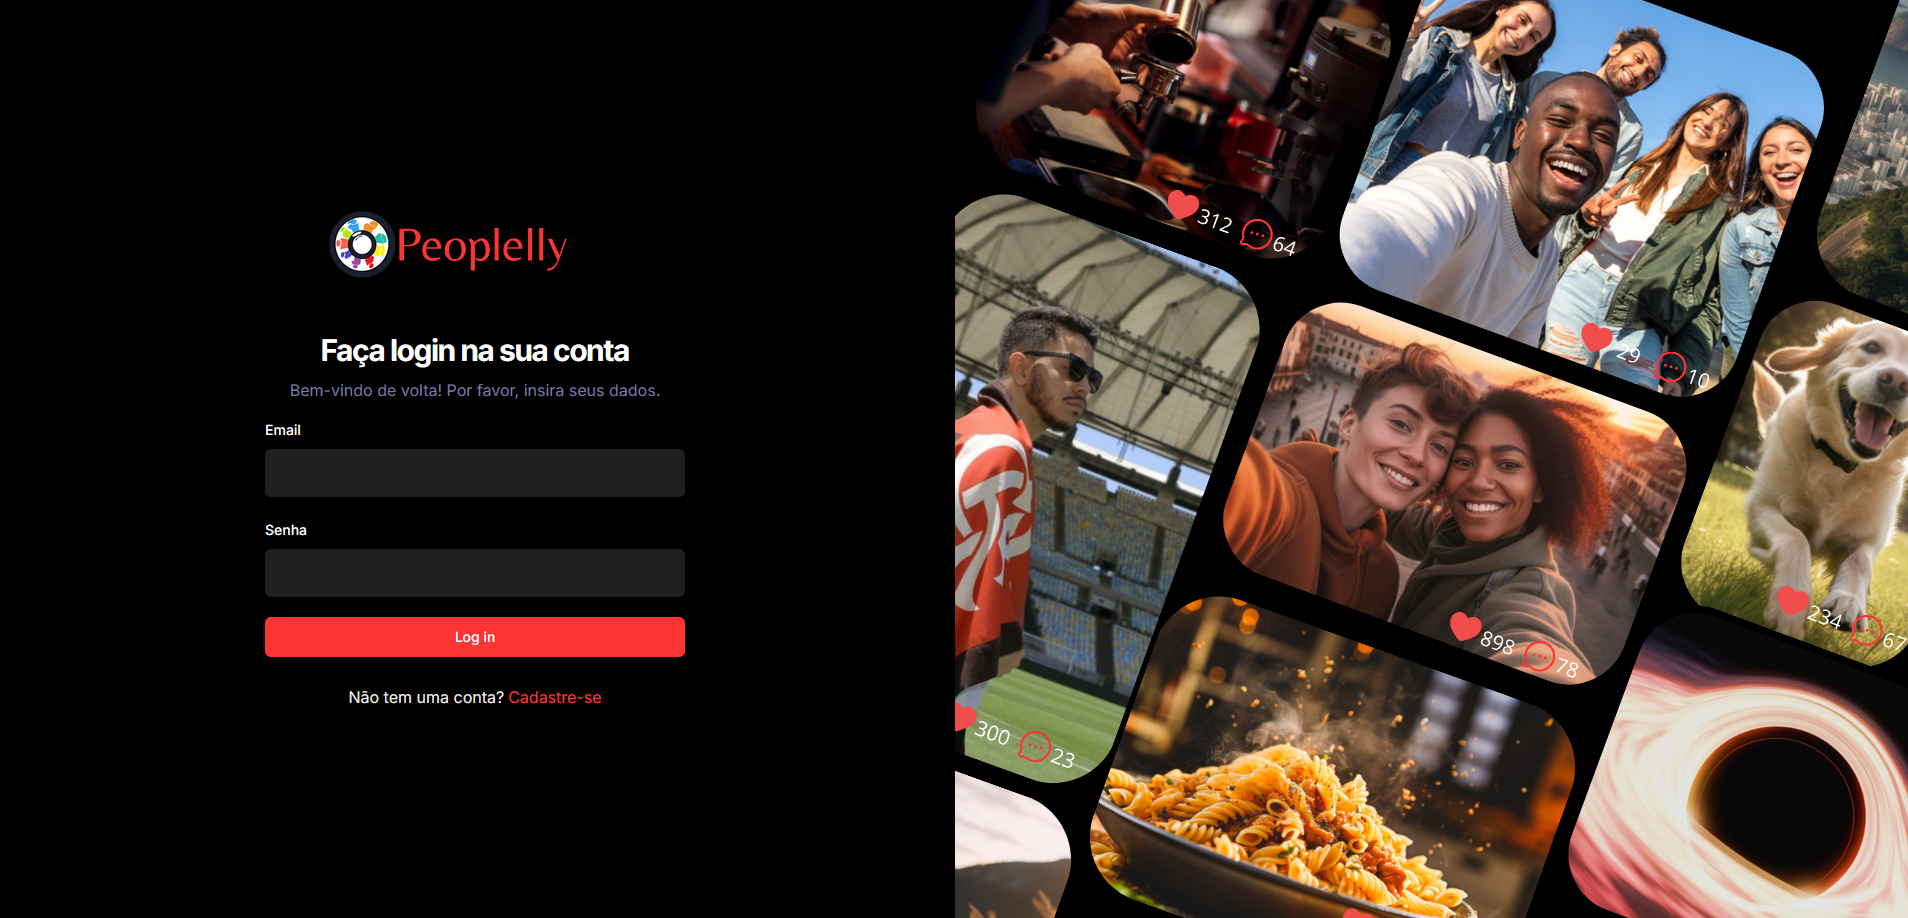 Peoplelly
Faça login na sua conta
Bem-vindo de volta! Por favor, insira seus dados.
Email
Senha
Log in
Não tem uma conta? Cadastre-se
312 64
29 10
898 78
234 67
300 23